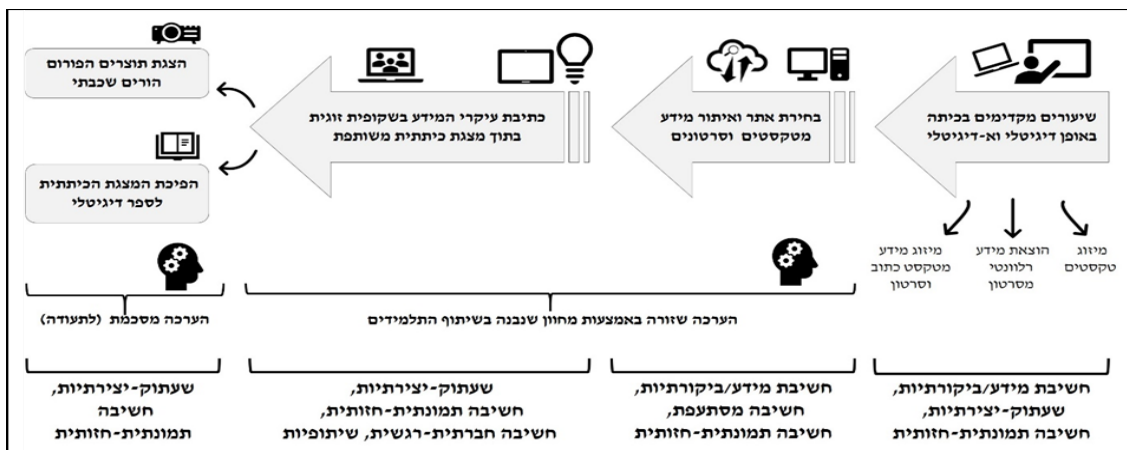 שיעורים מקדימים בכיתה
באופן דיגיטלי וא-דיגיטלי
מיזוג
טקסטים
הוצאת מידע
רלוונטי
מסרטון
מיזוג מידע
מטקסט כתוב
וסרטון
בחירת אתר ואיתור מידע
מטקסטים וסרטונים
כתיבת עיקרי המידע בשקופית זוגית
בתוך מצגת כיתתית משותפת
הצגת תוצרים הפורום
הורים שכבתי
הפיכת המצגת הכיתתית
לספר דיגיטלי
הערכה שזורה באמצעות מחוון שנבנה בשיתוף התלמידים
הערכה מסכמת (לתעודה)
חשיבת מידע/ביקורתיות,
שעתוק-יצירתיות,
חשיבה תמונתית-חזותית
חשיבת מידע/ביקורתיות,
חשיבה מסתעפת,
חשיבה תמונתית-חזותית
שעתוק-יצירתיות,
חשיבה תמונתית-חזותית,
חשיבה חברתית-רגשית, שיתופיות
שעתוק-יצירתיות,
חשיבה
תמונתית-חזותית